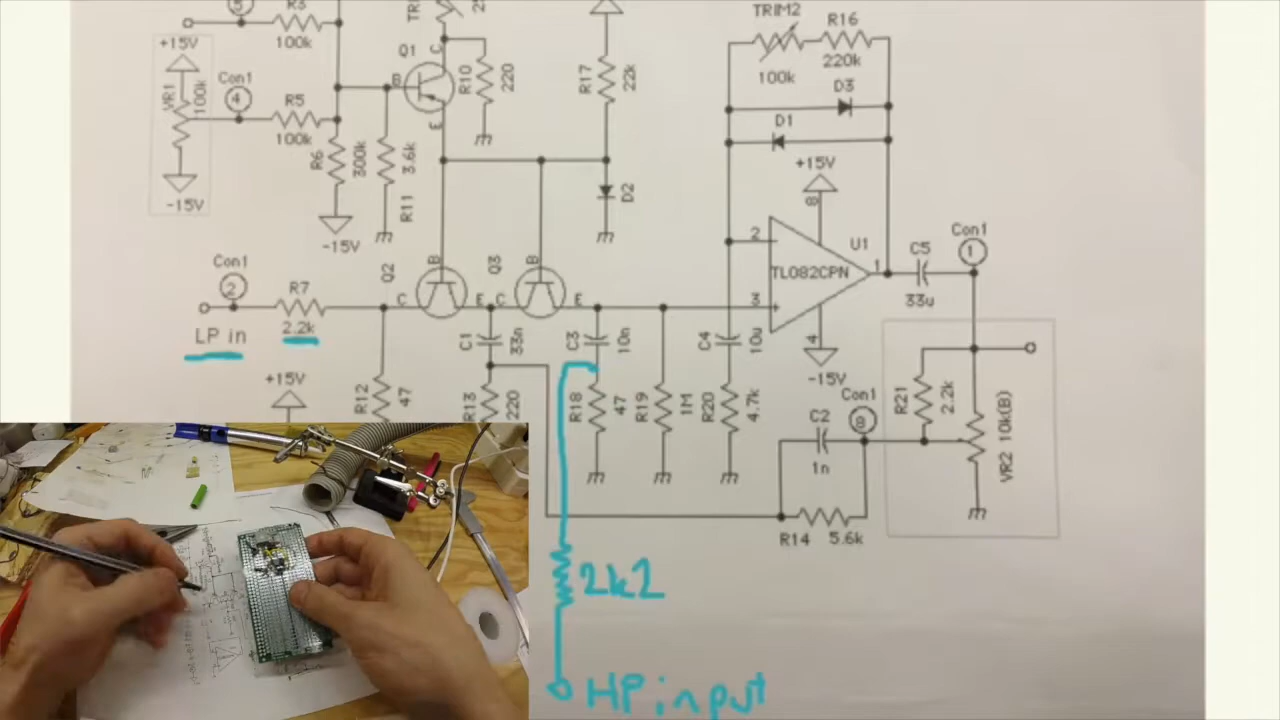 5
R3
100k
+15V
VR1
100k
-15V
Con1
4
R5
100k
R6
300k
-15V
Q1
B
C
E
R10
220
3.6k
R11
R17
22k
D2
TRIM2
100k
R16
220k
D3
D1
+15V
8
2
3
TL082CPN
U1
1
4
-15V
C5
33u
Con1
1
Con1
2
R7
2.2k
LP in
Q2
C
B
E
Q3
C
B
E
C1
33n
C3
10n
C4
10u
+15V
R12
47
R13
220
R18
47
R19
1M
R20
4.7k
C2
1n
Con1
8
R21
2.2k
VR2 10k(B)
R14
5.6k
2k2
HP input